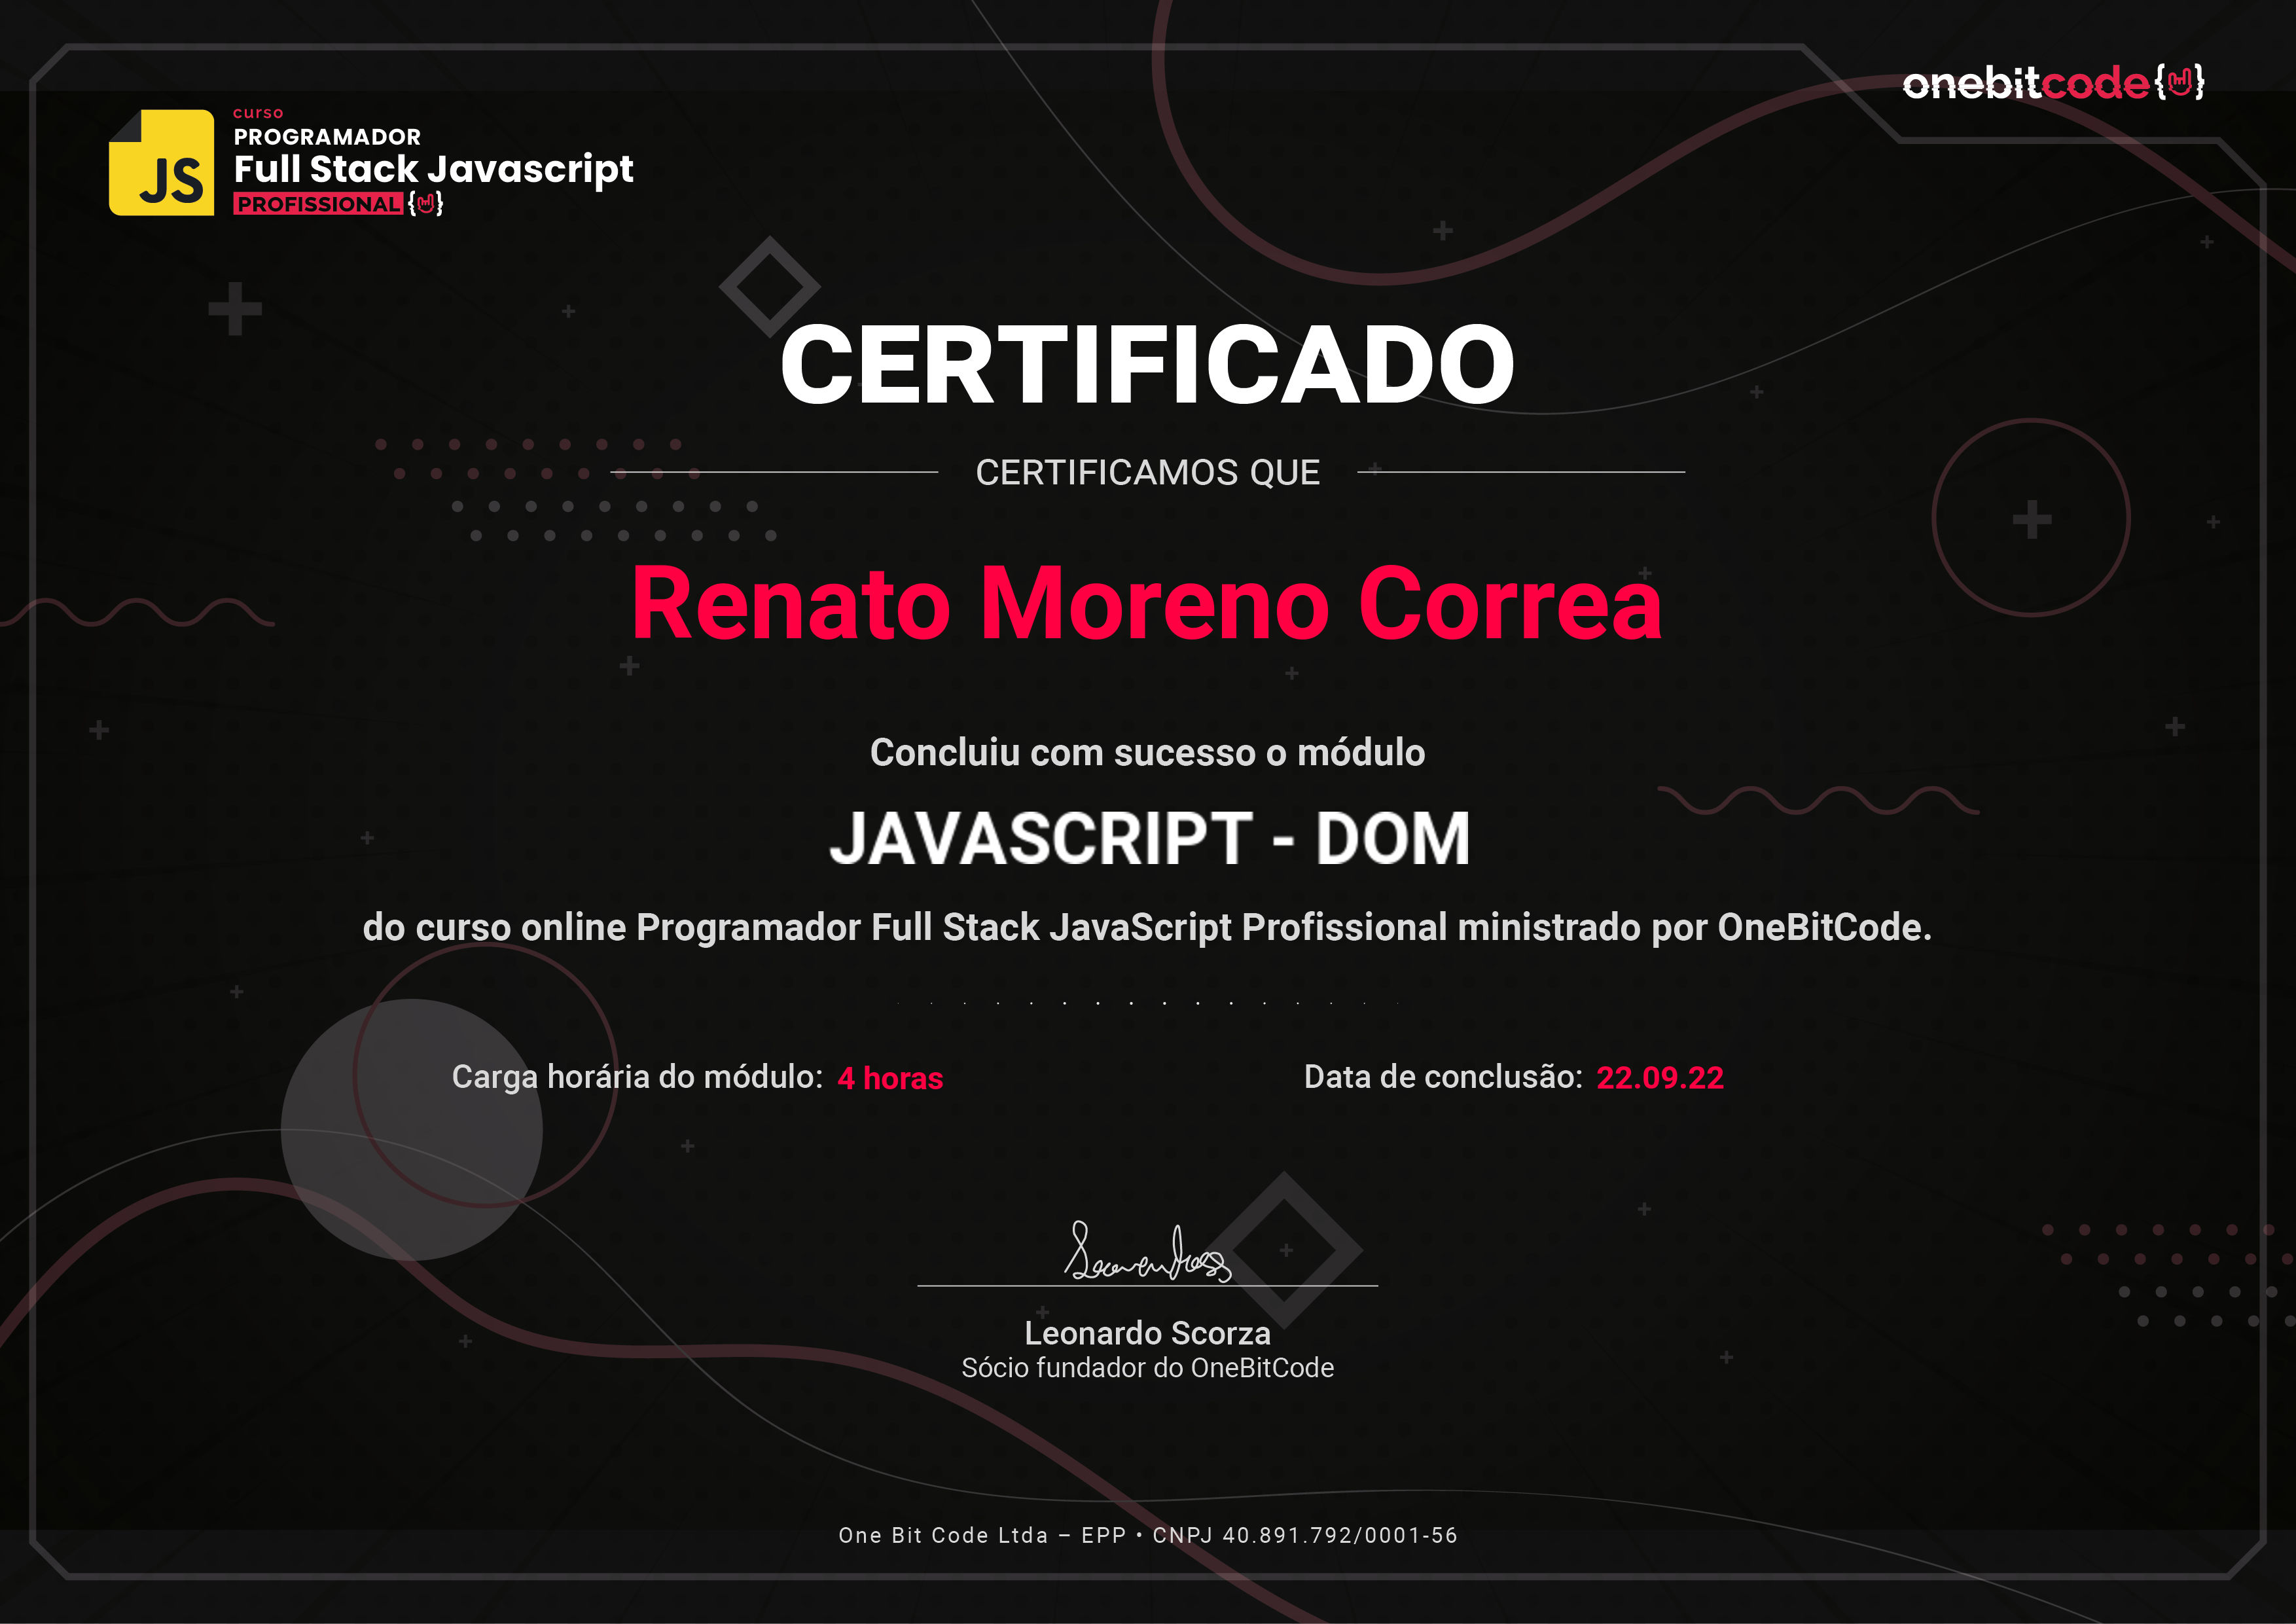 curso
PROGRAMADOR
Full Stack Javascript
PROFISSIONAL
JS
onebitcode
CERTIFICADO
CERTIFICAMOS QUE
Renato Moreno Correa
Concluiu com sucesso o módulo
JAVASCRIPT - DOM
do curso online Programador Full Stack JavaScript Profissional ministrado por OneBitCode.
Carga horária do módulo: 4 horas
Data de conclusão: 22.09.22
Leonardo Scorza
Sócio fundador do OneBitCode
One Bit Code Ltda – EPP • CNPJ 40.891.792/0001-56